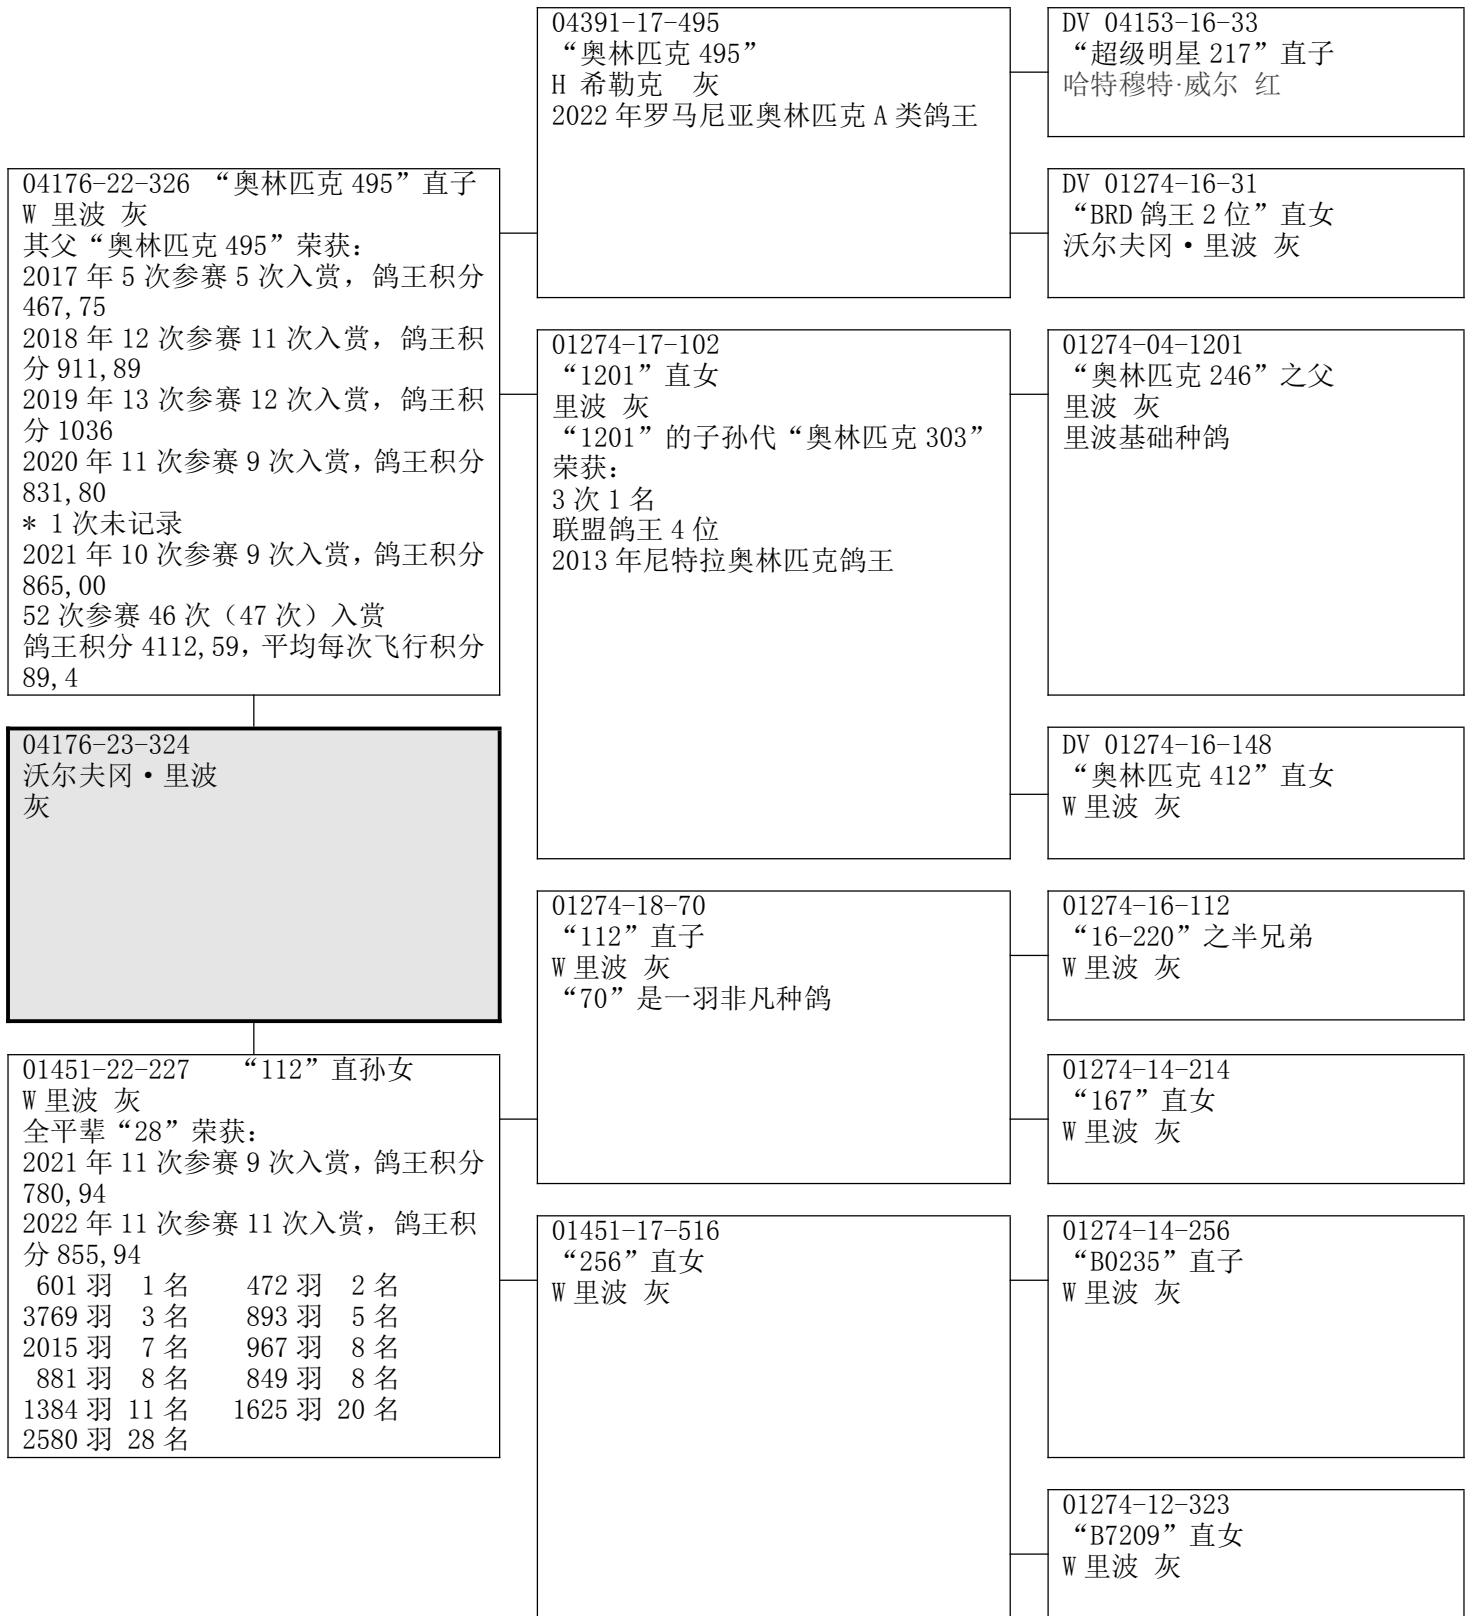 04176-22-326 “奥林匹克 495”直子
W 里波 灰
其父“奥林匹克 495”荣获：
2017 年 5 次参赛 5 次入赏，鸽王积分
467,75
2018 年 12 次参赛 11 次入赏，鸽王积
分 911,89
2019 年 13 次参赛 12 次入赏，鸽王积
分 1036
2020 年 11 次参赛 9 次入赏，鸽王积分
831,80
* 1 次未记录
2021 年 10 次参赛 9 次入赏，鸽王积分
865,00
52 次参赛 46 次（47 次）入赏
鸽王积分 4112,59，平均每次飞行积分
89,4
04176-23-324
沃尔夫冈·里波
灰
01451-22-227 “112”直孙女
W 里波 灰
全平辈“28”荣获：
2021 年 11 次参赛 9 次入赏，鸽王积分
780,94
2022 年 11 次参赛 11 次入赏，鸽王积
分 855,94
601 羽 1 名 472 羽 2 名
3769 羽 3 名 893 羽 5 名
2015 羽 7 名 967 羽 8 名
881 羽 8 名 849 羽 8 名
1384 羽 11 名 1625 羽 20 名
2580 羽 28 名
04391-17-495
“奥林匹克 495”
H 希勒克 灰
2022 年罗马尼亚奥林匹克 A 类鸽王
01274-17-102
“1201”直女
里波 灰
“1201”的子孙代“奥林匹克 303”
荣获：
3 次 1 名
联盟鸽王 4 位
2013 年尼特拉奥林匹克鸽王
01274-18-70
“112”直子
W 里波 灰
“70”是一羽非凡种鸽
01451-17-516
“256”直女
W 里波 灰
DV 04153-16-33
“超级明星 217”直子
哈特穆特·威尔 红
DV 01274-16-31
“BRD 鸽王 2 位”直女
沃尔夫冈·里波 灰
01274-04-1201
“奥林匹克 246”之父
里波 灰
里波基础种鸽
DV 01274-16-148
“奥林匹克 412”直女
W 里波 灰
01274-16-112
“16-220”之半兄弟
W 里波 灰
01274-14-214
“167”直女
W 里波 灰
01274-14-256
“B0235”直子
W 里波 灰
01274-12-323
“B7209”直女
W 里波 灰